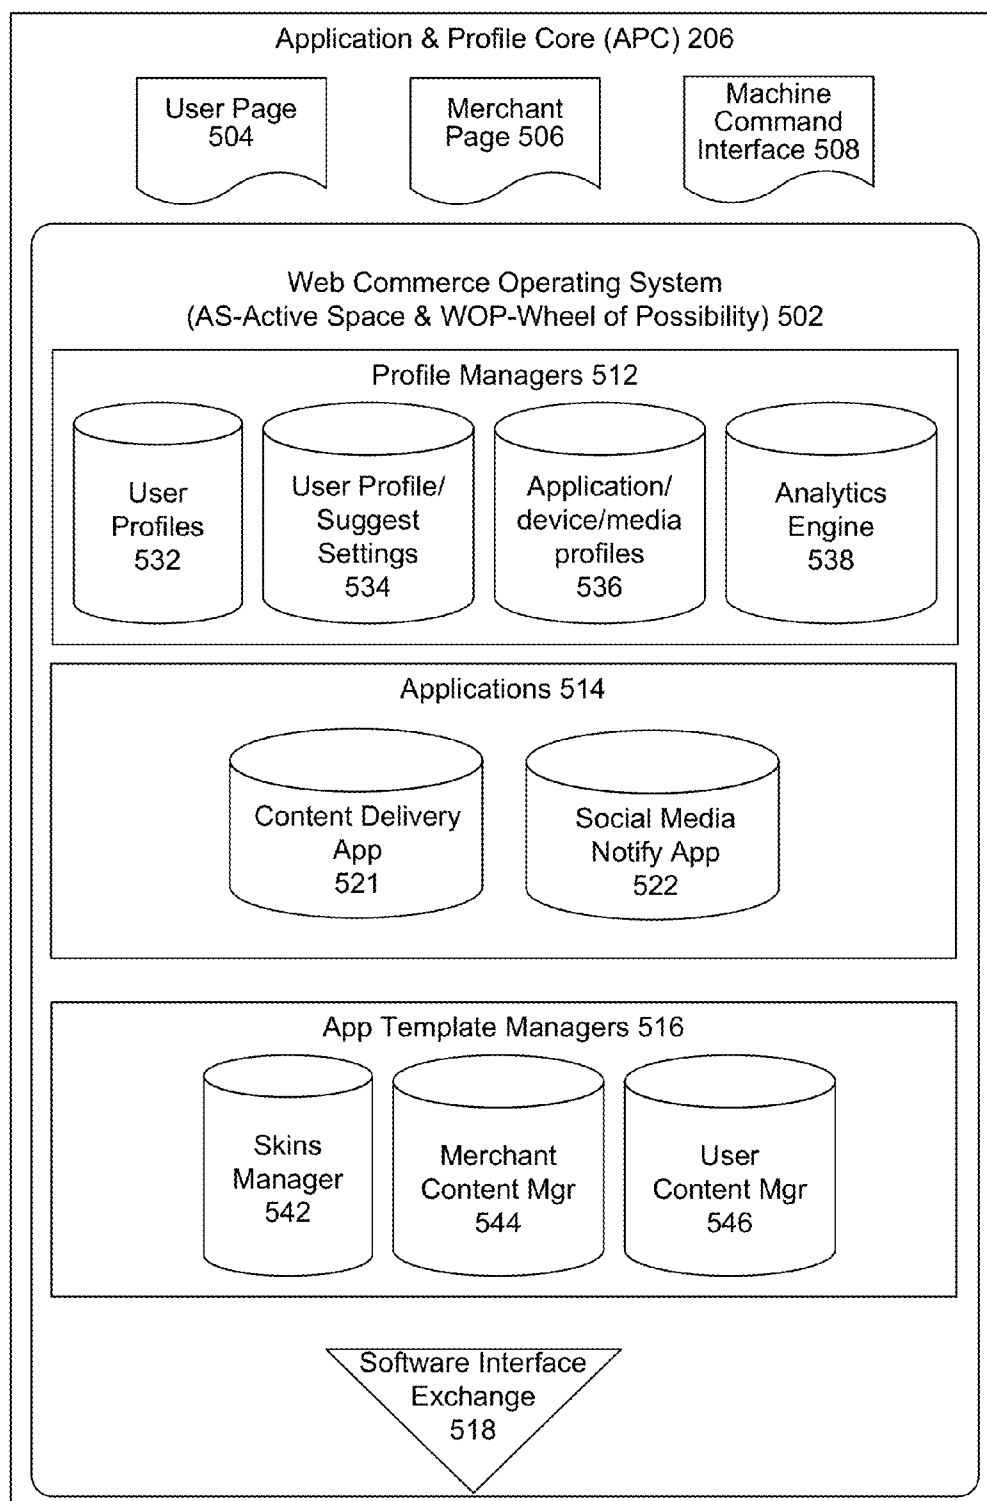 Application & Profile Core (APC) 206
User Page
504
Merchant
Page 506
Machine
Command
Interface 508
Web Commerce Operating System
(AS-Active Space & WOP-Wheel of Possibility) 502
Profile Managers 512
User
Profiles
532
User Profile/
Suggest
Settings
534
Application/
device/media
profiles
536
Analytics
Engine
538
Applications 514
Content Delivery
App
521
Social Media
Notify App
522
App Template Managers 516
Skins
Manager
542
Merchant
Content Mgr
544
User
Content Mgr
546
Software Interface
Exchange
518